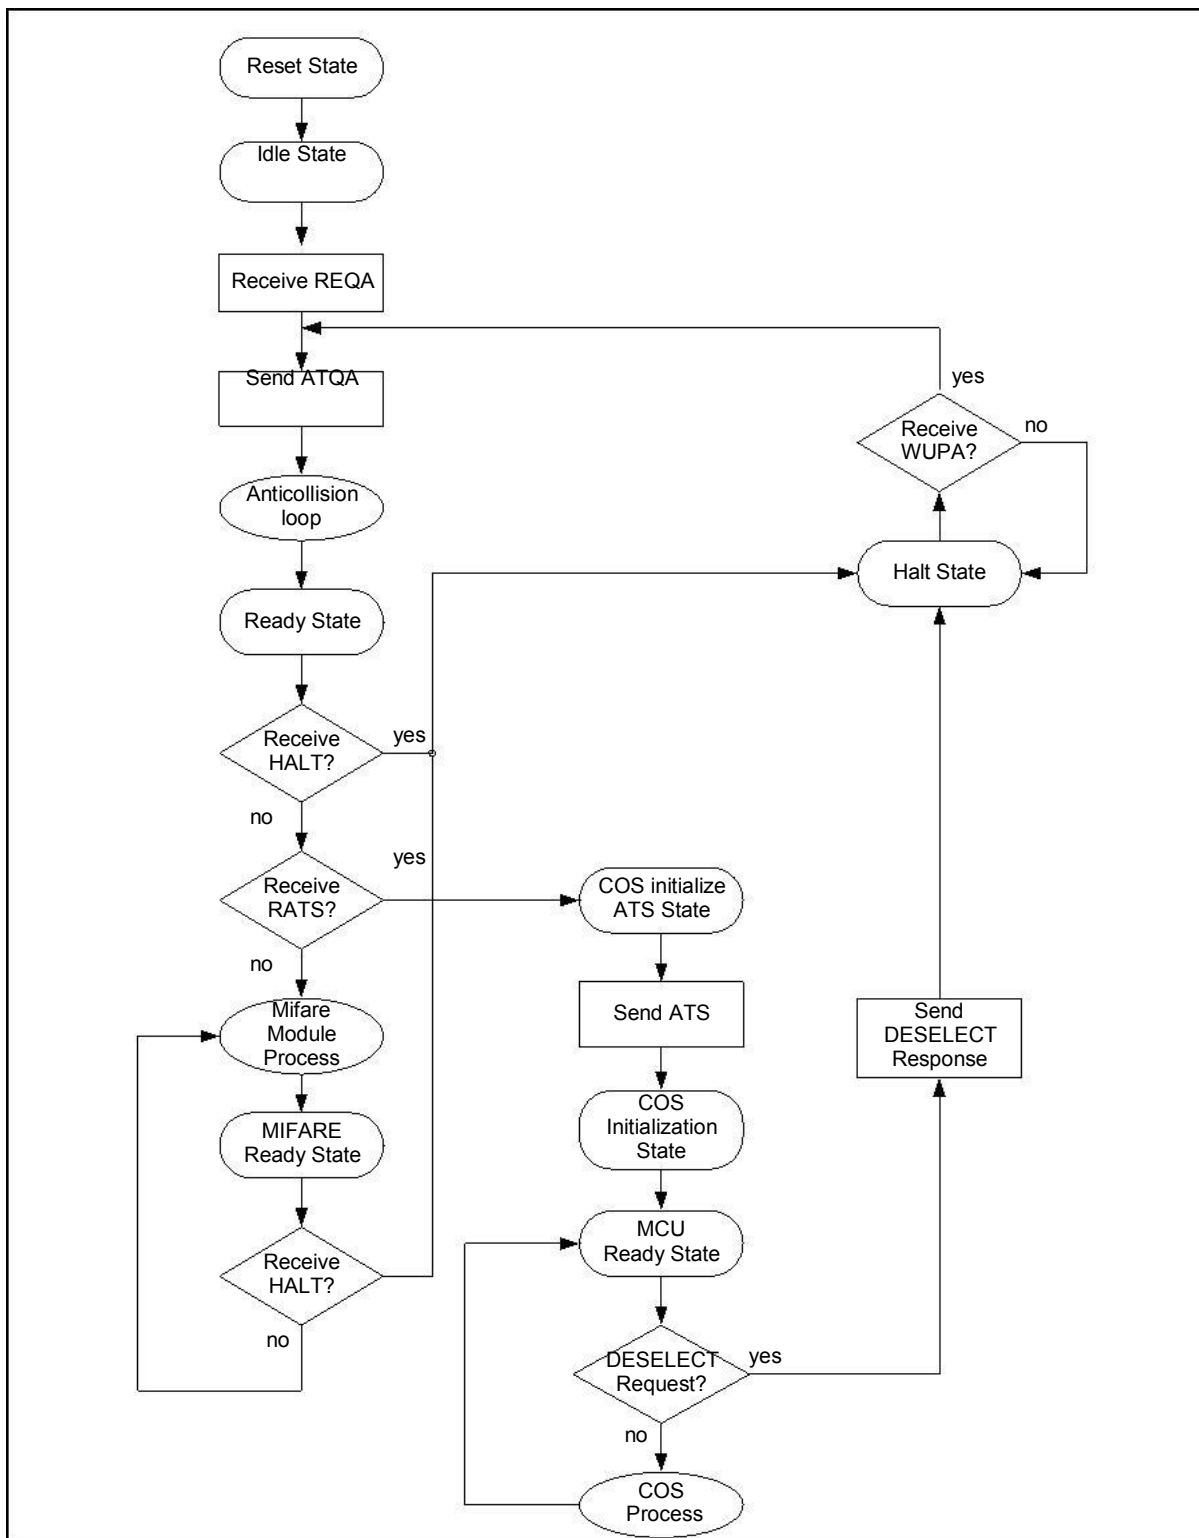 Reset State
Idle State
Receive REQA
Send ATQA
yes
Receive
WUPA?
no
Anticollision
loop
Halt State
Ready State
Receive
HALT?
yes
no
Receive
RATS?
yes
COS initialize
ATS State
no
Mifare
Module
Process
Send ATS
Send
DESELECT
Response
MIFARE
Ready State
COS
Initialization
State
MCU
Ready State
Receive
HALT?
no
DESELECT
Request?
yes
no
COS
Process